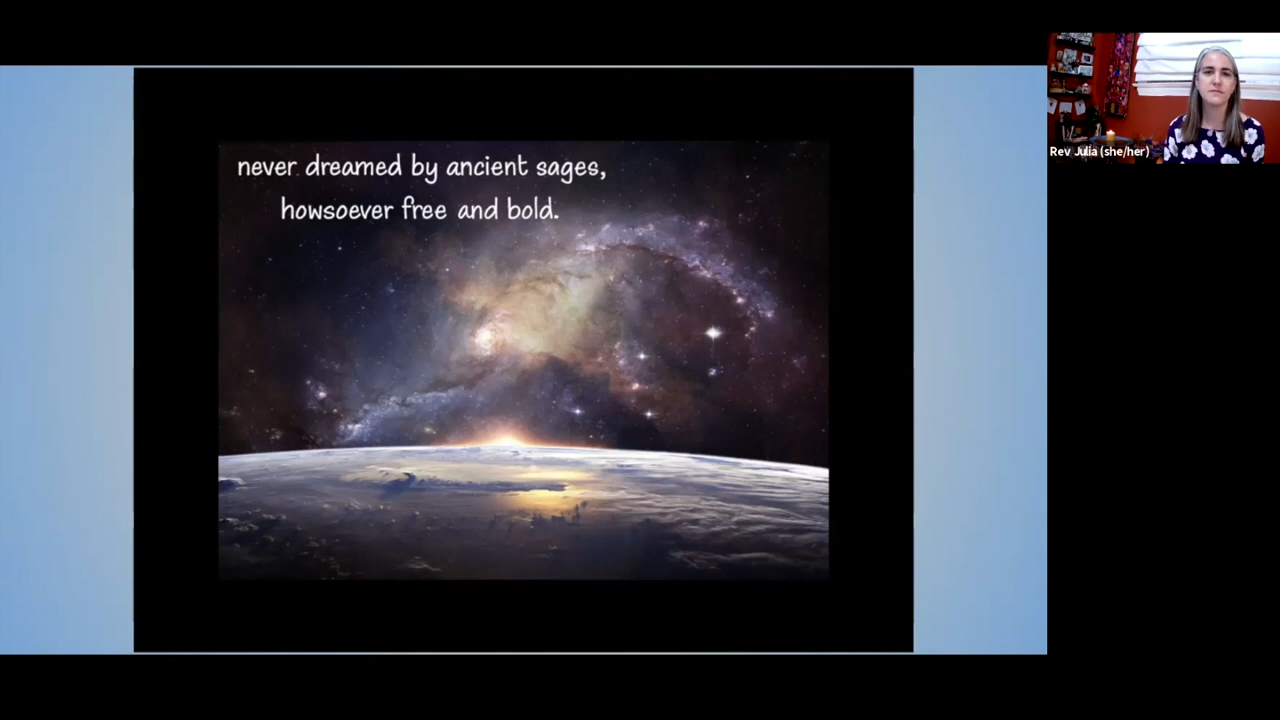 never dreamed by ancient sages,
howsoever free and bold.
Rev Julia (she/her)